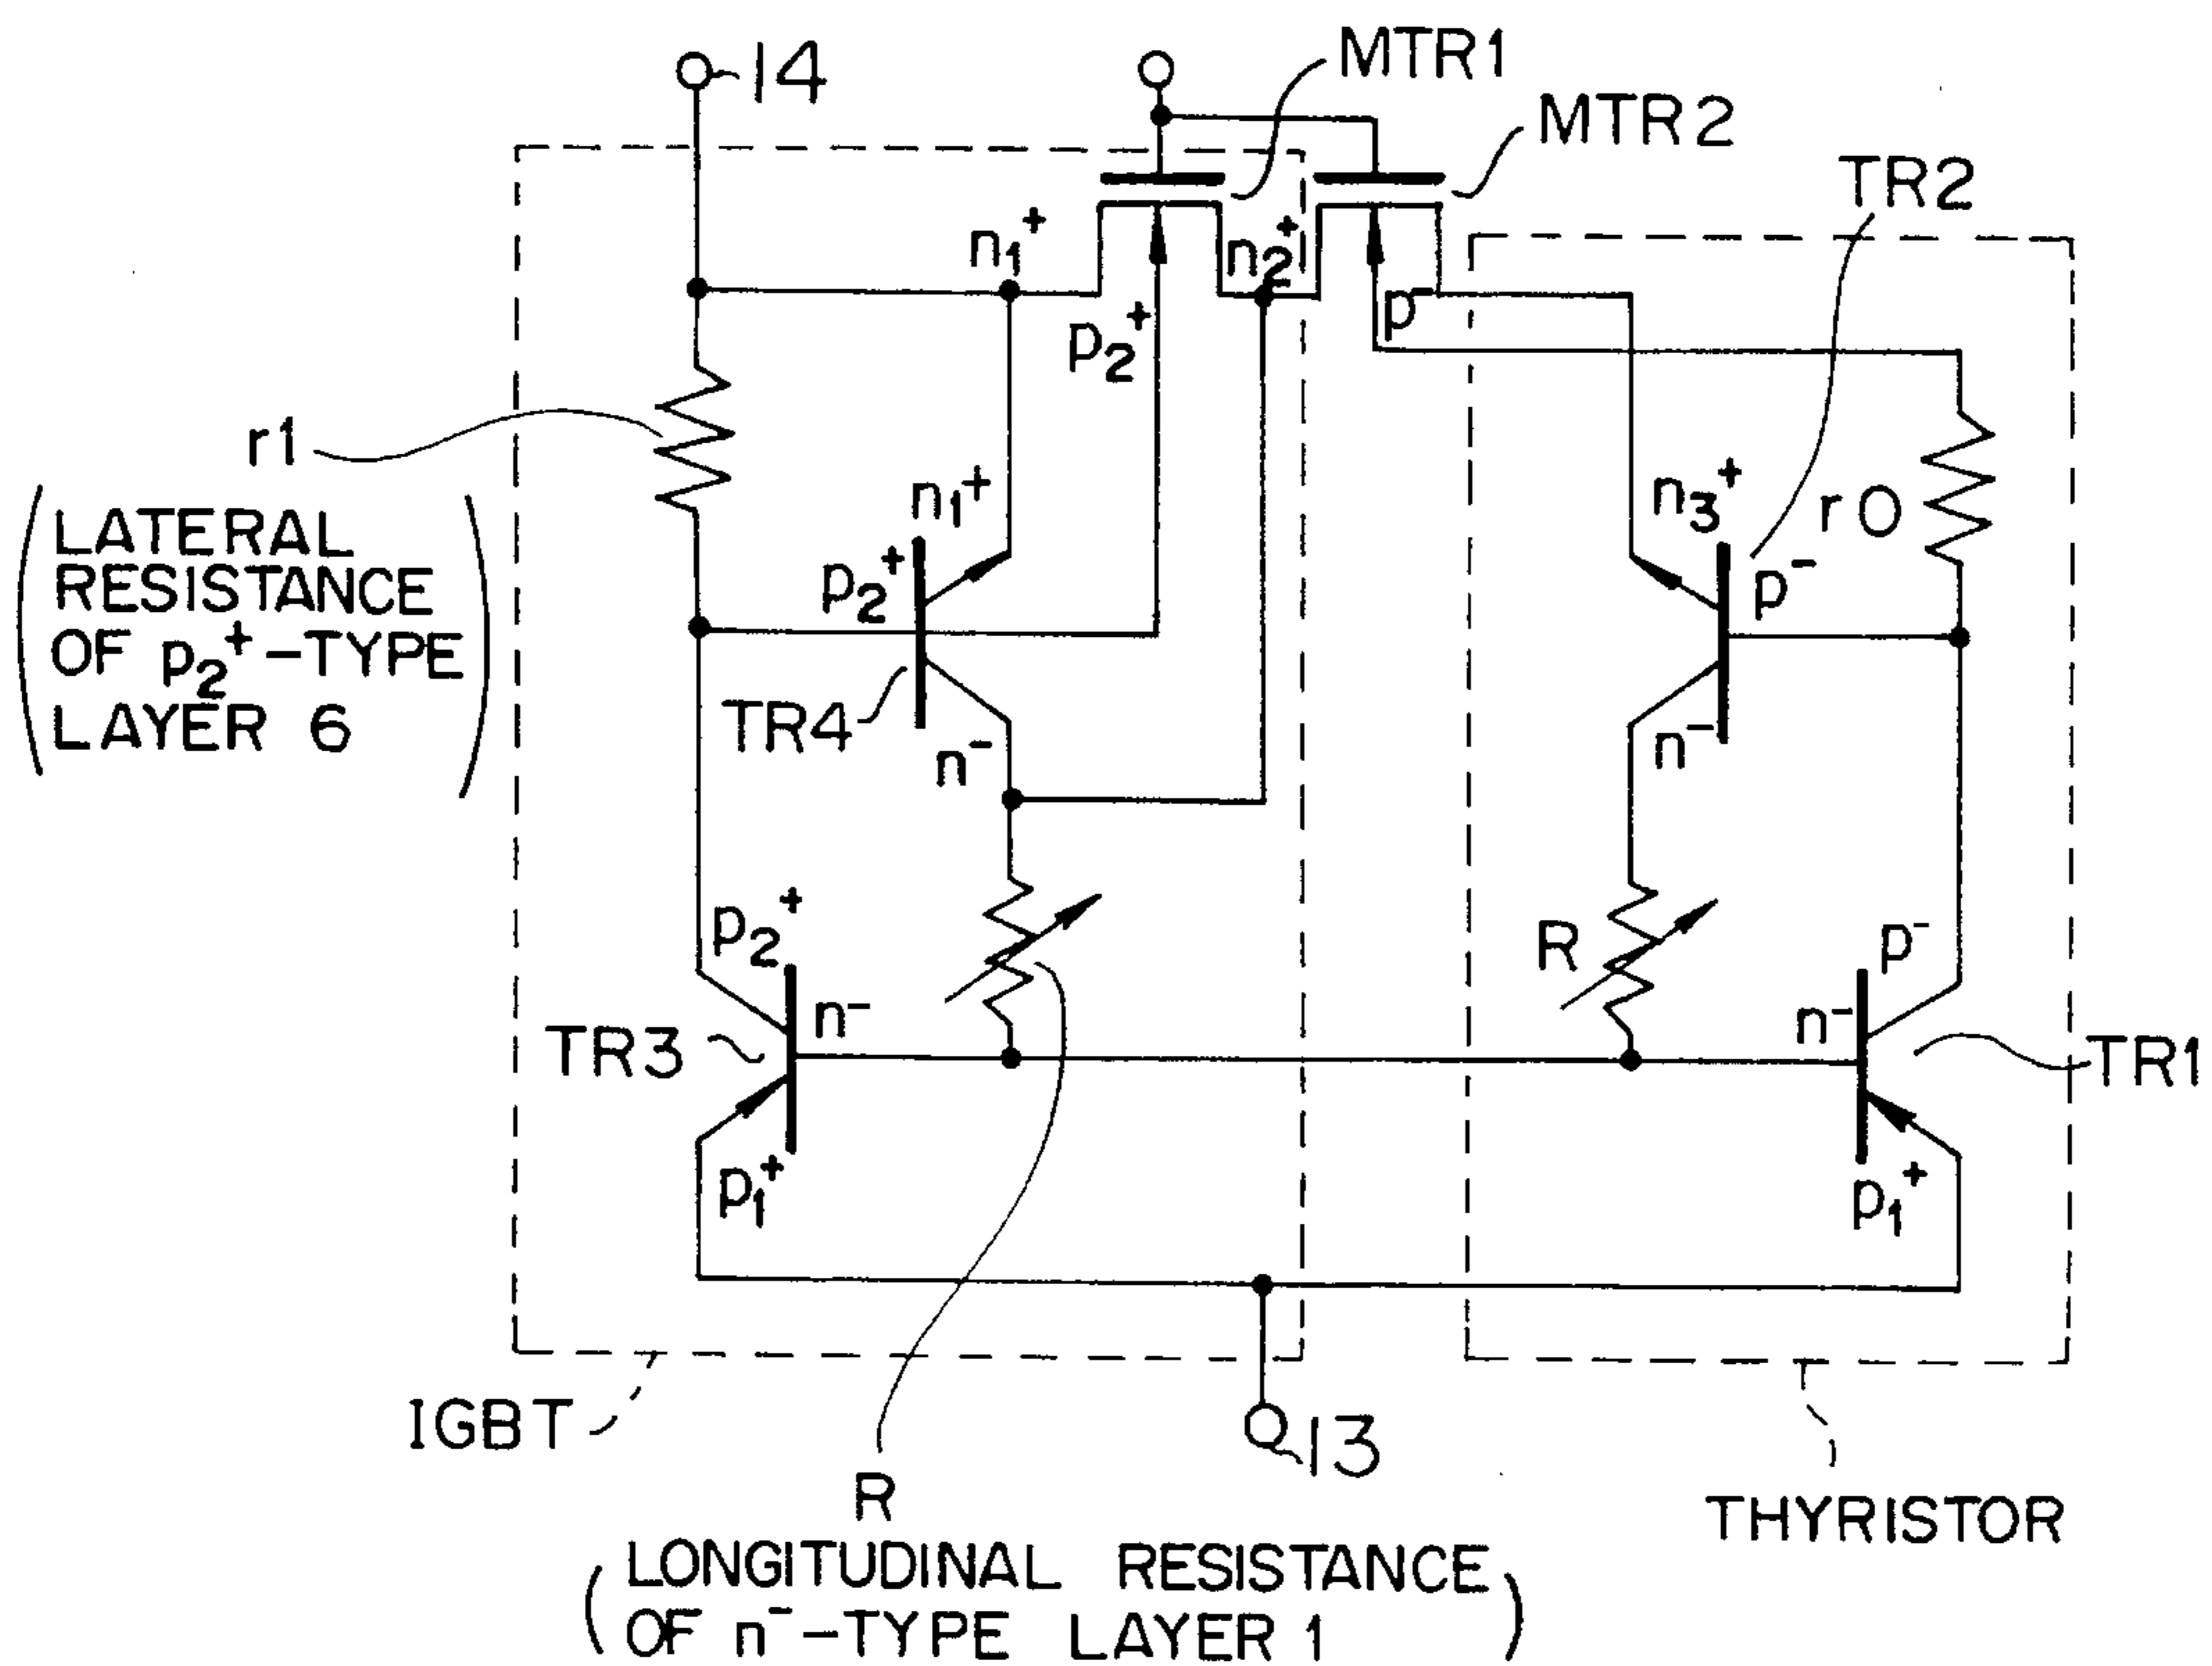 14
MTR1
MTR2
TR2
n₁⁺
n₂⁺
p₂⁺
p⁻
r1
(LATERAL
RESISTANCE
OF p₂⁺-TYPE
LAYER 6)
n₁⁺
p₂⁺
n₃⁺
r0
p⁻
TR4
n⁻
n⁻
p₂⁺
R
p⁻
TR3
n⁻
n⁻
TR1
p₁⁺
p₁⁺
IGBT
13
R
THYRISTOR
(LONGITUDINAL RESISTANCE
OF n⁻-TYPE LAYER 1)